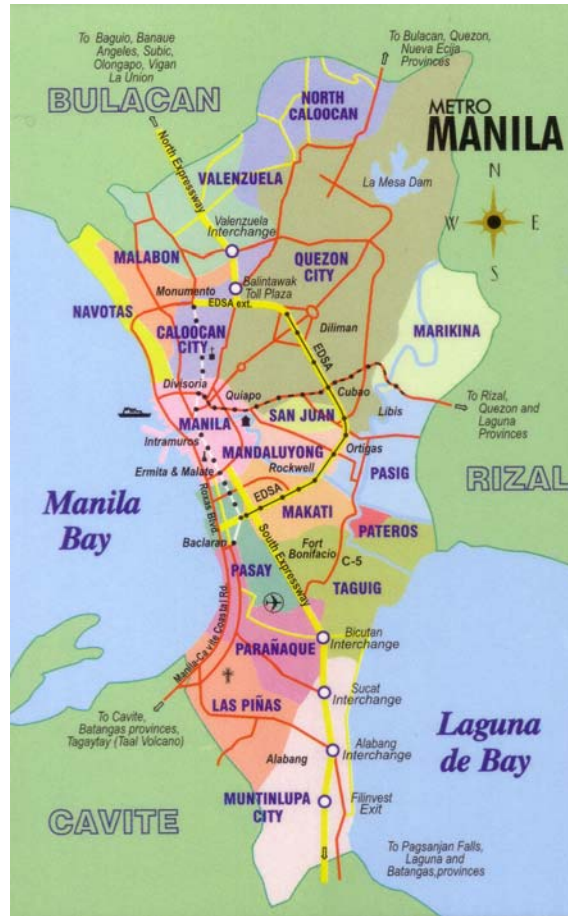 To Baguio, Banaue
Angeles, Subic,
Olongapo, Vigan
La Union
BULACAN
To Bulacan, Quezon,
Nueva Ecija
Provinces
METRO
MANILA
N
W
E
S
NORTH
CALOOCAN
North Expressway
VALENZUELA
La Mesa Dam
Valenzuela
Interchange
QUEZON
CITY
MALABON
Balintawak
Toll Plaza
Monumento
EDSA ext.
NAVOTAS
CALOOCAN
CITY
Diliman
EDSA
MARIKINA
Divisoria
Quiapo
Cubao
To Rizal,
Quezon and
Laguna
Provinces
SAN JUAN
Libis
MANILA
Intramuros
MANDALUYONG
Ortigas
Rockwell
PASIG
RIZAL
Ermita & Malate
Manila
Bay
Roxas Blvd.
EDSA
MAKATI
PATEROS
Baclaran
South Expressway
Fort
Bonifacio
C-5
PASAY
TAGUIG
Manila-Cavite Coastal Rd.
Bicutan
Interchange
PARAÑAQUE
Sucat
Interchange
LAS PIÑAS
To Cavite,
Batangas provinces,
Tagaytay (Taal Volcano)
Laguna
de Bay
Alabang
Alabang
Interchange
MUNTINLUPA
CITY
Filinvest
Exit
CAVITE
To Pagsanjan Falls,
Laguna and
Batangas,provinces